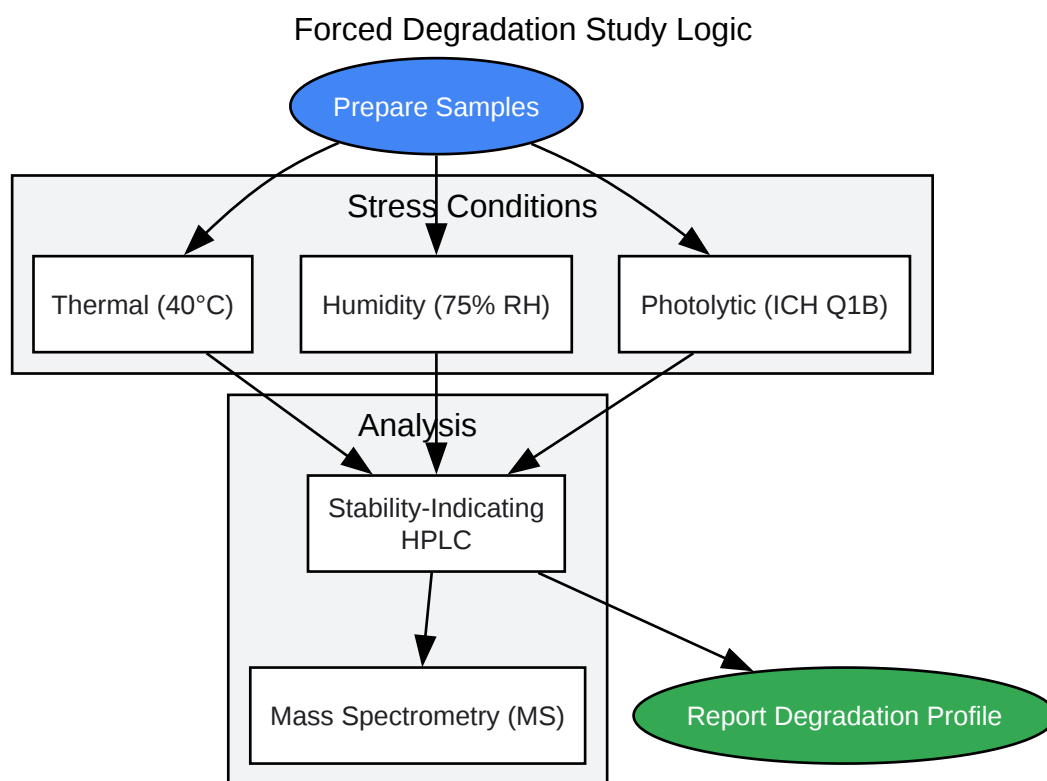 Forced Degradation Study Logic
Prepare Samples
Stress Conditions
Thermal (40°C)
Humidity (75% RH)
Photolytic (ICH Q1B)
Analysis
Stability-Indicating
HPLC
Mass Spectrometry (MS)
Report Degradation Profile